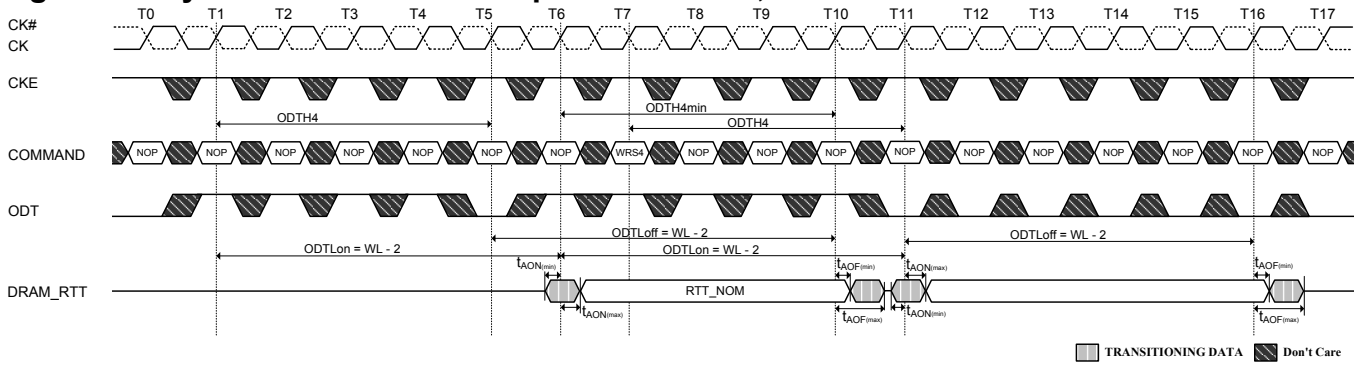 T0 T1 T2 T3 T4 T5 T6 T7 T8 T9 T10 T11 T12 T13 T14 T15 T16 T17
CK#
CK
CKE
ODTH4min
ODTH4 ODTH4
COMMAND NOP NOP NOP NOP NOP NOP NOP WRS4 NOP NOP NOP NOP NOP NOP NOP NOP NOP NOP
ODT
ODTLoff = WL - 2 ODTLoff = WL - 2
ODTLon = WL - 2 ODTLon = WL - 2
tAON(min) tAOF(min) tAON(max) tAOF(min)
DRAM_RTT RTT_NOM
tAON(max) tAOF(max) tAON(min) tAOF(max)
TRANSITIONING DATA Don't Care